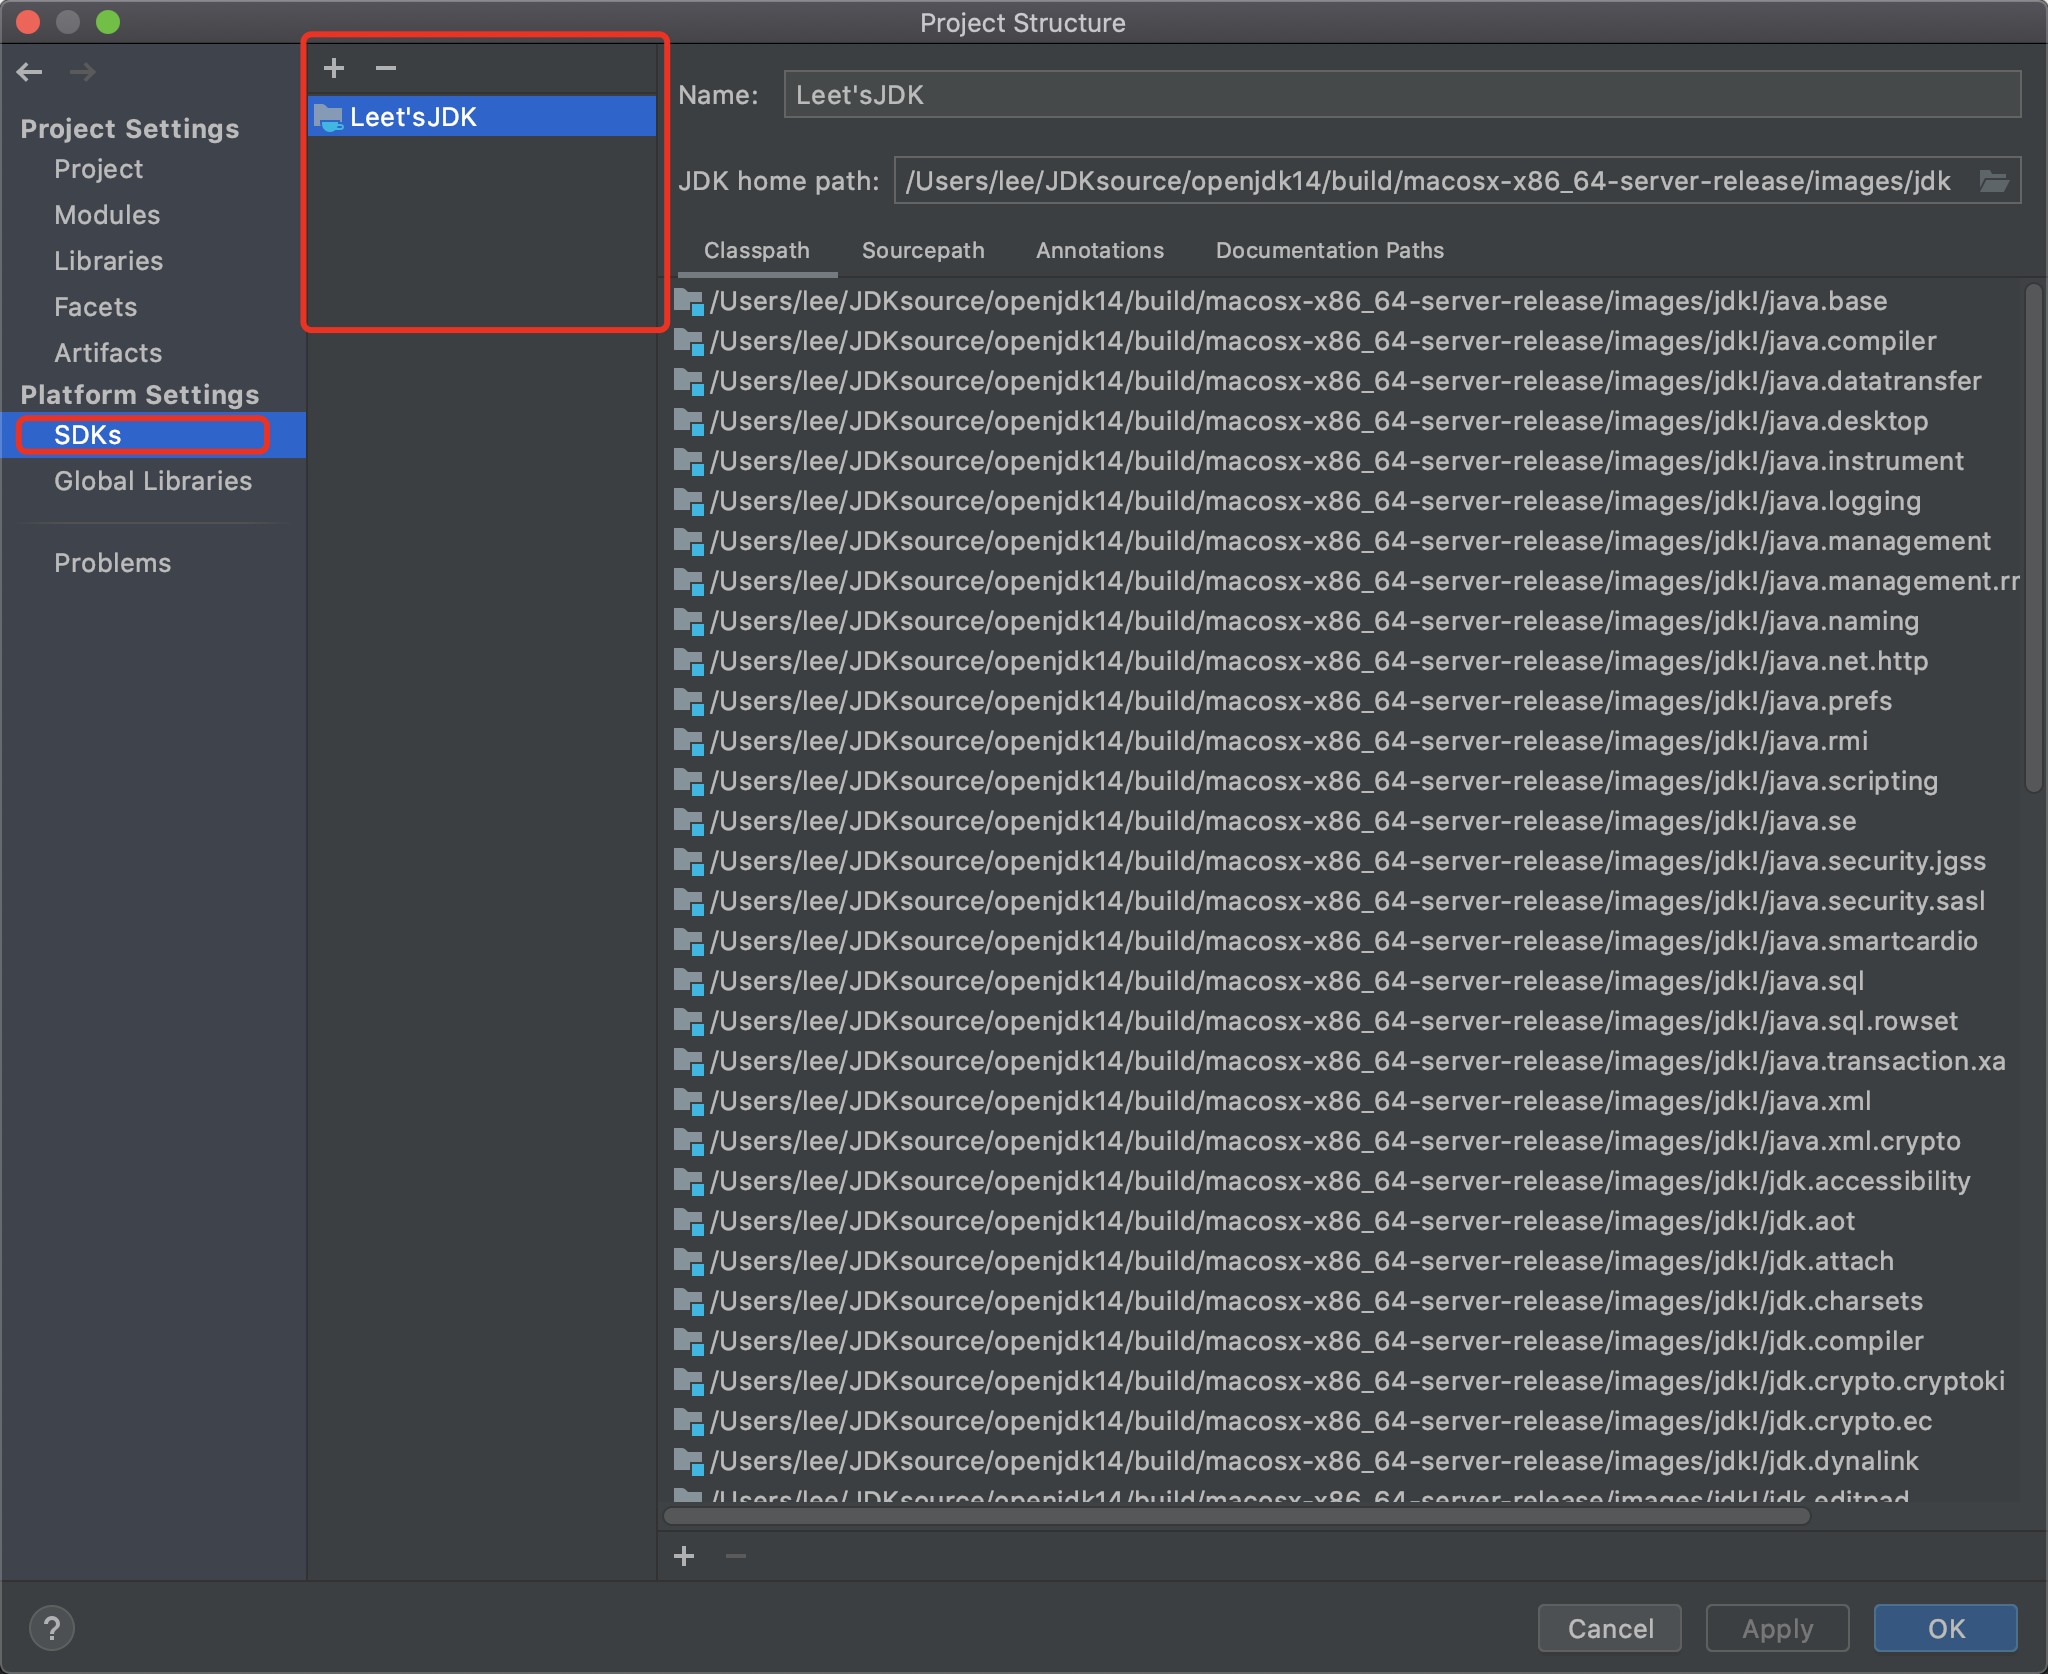 Project Structure
Project Settings
Project
Modules
Libraries
Facets
Artifacts
Platform Settings
SDKs
Global Libraries
Problems
Leet'sJDK
Name: Leet'sJDK
JDK home path: /Users/lee/JDKsource/openjdk14/build/macosx-x86_64-server-release/images/jdk
Classpath Sourcepath Annotations Documentation Paths
/Users/lee/JDKsource/openjdk14/build/macosx-x86_64-server-release/images/jdk!/java.base
/Users/lee/JDKsource/openjdk14/build/macosx-x86_64-server-release/images/jdk!/java.compiler
/Users/lee/JDKsource/openjdk14/build/macosx-x86_64-server-release/images/jdk!/java.datatransfer
/Users/lee/JDKsource/openjdk14/build/macosx-x86_64-server-release/images/jdk!/java.desktop
/Users/lee/JDKsource/openjdk14/build/macosx-x86_64-server-release/images/jdk!/java.instrument
/Users/lee/JDKsource/openjdk14/build/macosx-x86_64-server-release/images/jdk!/java.logging
/Users/lee/JDKsource/openjdk14/build/macosx-x86_64-server-release/images/jdk!/java.management
/Users/lee/JDKsource/openjdk14/build/macosx-x86_64-server-release/images/jdk!/java.management.rr
/Users/lee/JDKsource/openjdk14/build/macosx-x86_64-server-release/images/jdk!/java.naming
/Users/lee/JDKsource/openjdk14/build/macosx-x86_64-server-release/images/jdk!/java.net.http
/Users/lee/JDKsource/openjdk14/build/macosx-x86_64-server-release/images/jdk!/java.prefs
/Users/lee/JDKsource/openjdk14/build/macosx-x86_64-server-release/images/jdk!/java.rmi
/Users/lee/JDKsource/openjdk14/build/macosx-x86_64-server-release/images/jdk!/java.scripting
/Users/lee/JDKsource/openjdk14/build/macosx-x86_64-server-release/images/jdk!/java.se
/Users/lee/JDKsource/openjdk14/build/macosx-x86_64-server-release/images/jdk!/java.security.jgss
/Users/lee/JDKsource/openjdk14/build/macosx-x86_64-server-release/images/jdk!/java.security.sasl
/Users/lee/JDKsource/openjdk14/build/macosx-x86_64-server-release/images/jdk!/java.smartcardio
/Users/lee/JDKsource/openjdk14/build/macosx-x86_64-server-release/images/jdk!/java.sql
/Users/lee/JDKsource/openjdk14/build/macosx-x86_64-server-release/images/jdk!/java.sql.rowset
/Users/lee/JDKsource/openjdk14/build/macosx-x86_64-server-release/images/jdk!/java.transaction.xa
/Users/lee/JDKsource/openjdk14/build/macosx-x86_64-server-release/images/jdk!/java.xml
/Users/lee/JDKsource/openjdk14/build/macosx-x86_64-server-release/images/jdk!/java.xml.crypto
/Users/lee/JDKsource/openjdk14/build/macosx-x86_64-server-release/images/jdk!/jdk.accessibility
/Users/lee/JDKsource/openjdk14/build/macosx-x86_64-server-release/images/jdk!/jdk.aot
/Users/lee/JDKsource/openjdk14/build/macosx-x86_64-server-release/images/jdk!/jdk.attach
/Users/lee/JDKsource/openjdk14/build/macosx-x86_64-server-release/images/jdk!/jdk.charsets
/Users/lee/JDKsource/openjdk14/build/macosx-x86_64-server-release/images/jdk!/jdk.compiler
/Users/lee/JDKsource/openjdk14/build/macosx-x86_64-server-release/images/jdk!/jdk.crypto.cryptoki
/Users/lee/JDKsource/openjdk14/build/macosx-x86_64-server-release/images/jdk!/jdk.crypto.ec
/Users/lee/JDKsource/openjdk14/build/macosx-x86_64-server-release/images/jdk!/jdk.dynalink
/Users/lee/JDKsource/openjdk14/build/macosx-x86_64-server-release/images/jdk!/jdk.editpad
?
Cancel Apply OK